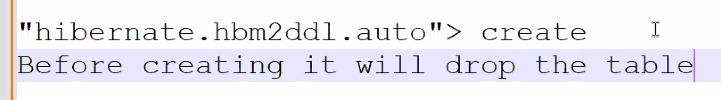 "hibernate.hbm2ddl.auto"> create
Before creating it will drop the table